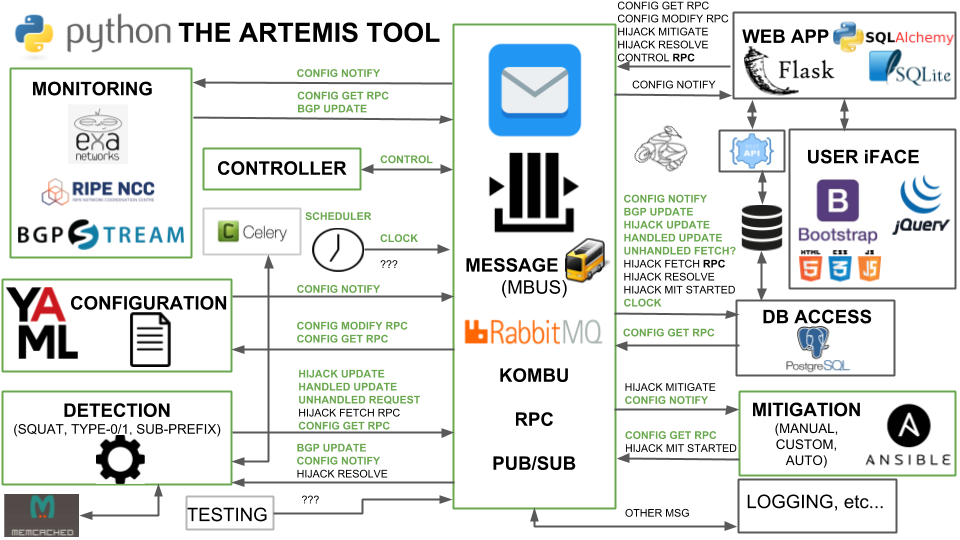 python THE ARTEMIS TOOL
MONITORING
exa
networks
RIPE NCC
RIPE NETWORK COORDINATION CENTRE
BGPSTREAM
CONFIG NOTIFY
CONFIG GET RPC
BGP UPDATE
CONTROLLER
CONTROL
Celery
SCHEDULER
CLOCK
???
YAML
CONFIGURATION
CONFIG NOTIFY
CONFIG MODIFY RPC
CONFIG GET RPC
HIJACK UPDATE
HANDLED UPDATE
UNHANDLED REQUEST
HIJACK FETCH RPC
CONFIG GET RPC
DETECTION
(SQUAT, TYPE-0/1, SUB-PREFIX)
BGP UPDATE
CONFIG NOTIFY
HIJACK RESOLVE
MEMCACHED
TESTING
???
MESSAGE
(MBUS)
RabbitMQ
KOMBU
RPC
PUB/SUB
CONFIG GET RPC
CONFIG MODIFY RPC
HIJACK MITIGATE
HIJACK RESOLVE
CONTROL RPC
CONFIG NOTIFY
WEB APP
SQLAlchemy
Flask
SQLite
API
USER iFACE
Bootstrap
jQuery
HTML
CSS
JS
5
3
5
CONFIG NOTIFY
BGP UPDATE
HIJACK UPDATE
HANDLED UPDATE
UNHANDLED FETCH?
HIJACK FETCH RPC
HIJACK RESOLVE
HIJACK MIT STARTED
CLOCK
CONFIG GET RPC
DB ACCESS
PostgreSQL
HIJACK MITIGATE
CONFIG NOTIFY
CONFIG GET RPC
HIJACK MIT STARTED
MITIGATION
(MANUAL,
CUSTOM,
AUTO)
ANSIBLE
OTHER MSG
LOGGING, etc...